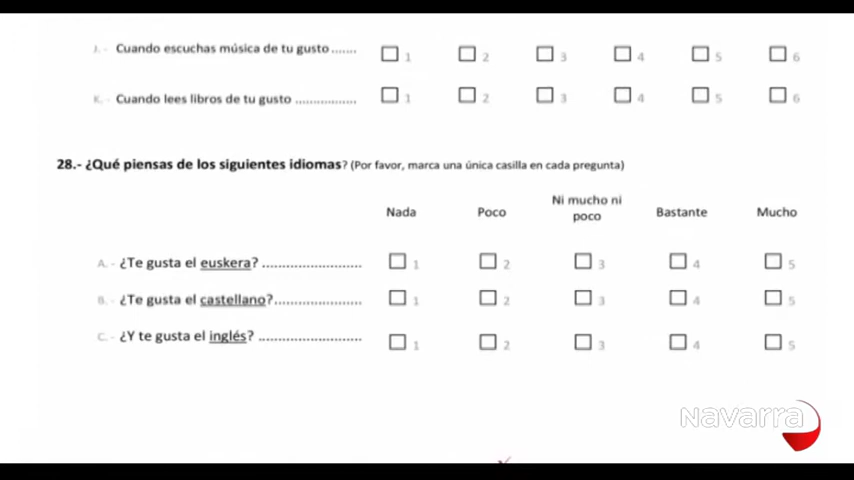 J. - Cuando escuchas música de tu gusto ....... 1 2 3 4 5 6
K. - Cuando lees libros de tu gusto ................. 1 2 3 4 5 6
28.- ¿Qué piensas de los siguientes idiomas? (Por favor, marca una única casilla en cada pregunta)
Nada Poco Ni mucho ni poco Bastante Mucho
A. - ¿Te gusta el euskera? ........................... 1 2 3 4 5
B. - ¿Te gusta el castellano?........................ 1 2 3 4 5
C. - ¿Y te gusta el inglés? ............................ 1 2 3 4 5
Navarra